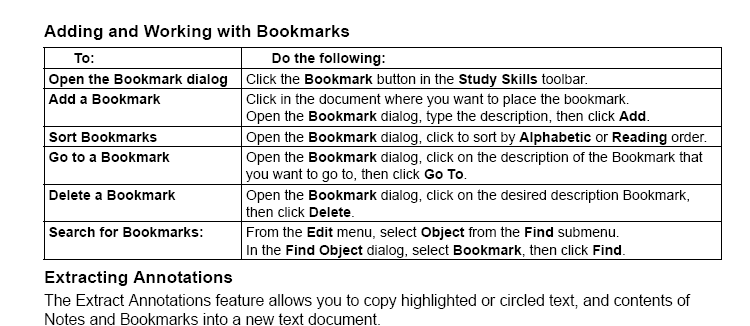 Adding and Working with Bookmarks
To: Do the following:
Open the Bookmark dialog Click the Bookmark button in the Study Skills toolbar.
Add a Bookmark Click in the document where you want to place the bookmark.
Open the Bookmark dialog, type the description, then click Add.
Sort Bookmarks Open the Bookmark dialog, click to sort by Alphabetic or Reading order.
Go to a Bookmark Open the Bookmark dialog, click on the description of the Bookmark that
you want to go to, then click Go To.
Delete a Bookmark Open the Bookmark dialog, click on the desired description Bookmark,
then click Delete.
Search for Bookmarks: From the Edit menu, select Object from the Find submenu.
In the Find Object dialog, select Bookmark, then click Find.
Extracting Annotations
The Extract Annotations feature allows you to copy highlighted or circled text, and contents of
Notes and Bookmarks into a new text document.